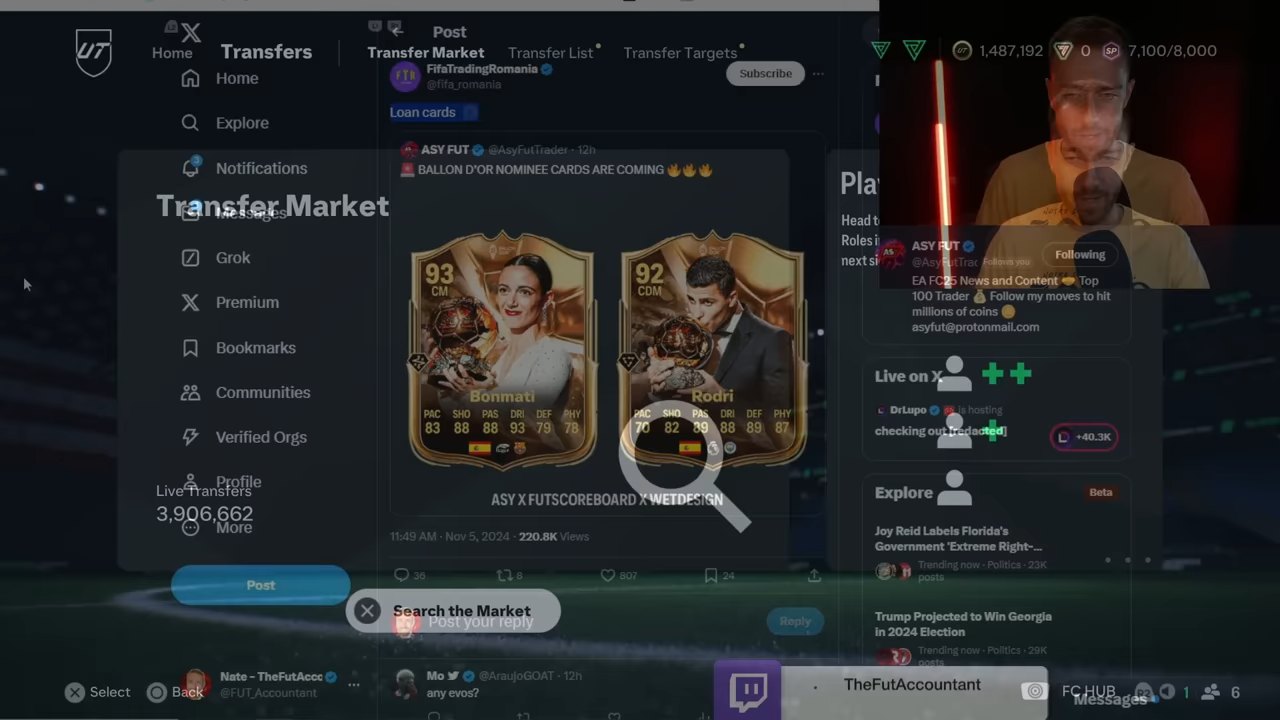 Post
Home
Transfers
Transfer Market
Transfer List
Transfer Targets
UT
1,487,192
0
SP
7,100/8,000
Home
Explore
Notifications
3
Messages
Grok
Premium
Bookmarks
Communities
Verified Orgs
Profile
More
Post
Transfer Market
Live Transfers
3,906,662
FTR
FifaTradingRomania
@fifa_romania
Subscribe
Loan cards
ASY FUT @AsyFutTrader · 12h
BALLON D'OR NOMINEE CARDS ARE COMING
93
CM
Bonmati
PAC SHO PAS DRI DEF PHY
83 88 88 93 79 78
92
CDM
Rodri
PAC SHO PAS DRI DEF PHY
70 82 89 88 89 87
ASY X FUTSCOREBOARD X WETDESIGN
11:49 AM · Nov 5, 2024 · 220.8K Views
36
8
807
24
Search the Market
Post your reply
Reply
Nate - TheFutAccc
@FUT_Accountant
Mo @AraujoGOAT · 12h
any evos?
Select
Back
Head
Roles
next
ASY FUT
Follows you
Following
EA FC25 News and Content Top
100 Trader Follow my moves to hit
millions of coins
asyfut@protonmail.com
Live on X
DrLupo is hosting
checking out [redacted]
+40.3K
Explore
Beta
Joy Reid Labels Florida's
Government 'Extreme Right-...
Trending now · Politics · 23K
posts
Trump Projected to Win Georgia
in 2024 Election
Trending now · Politics · 29K
posts
TheFutAccountant
FC HUB
R2
1
6
Messages